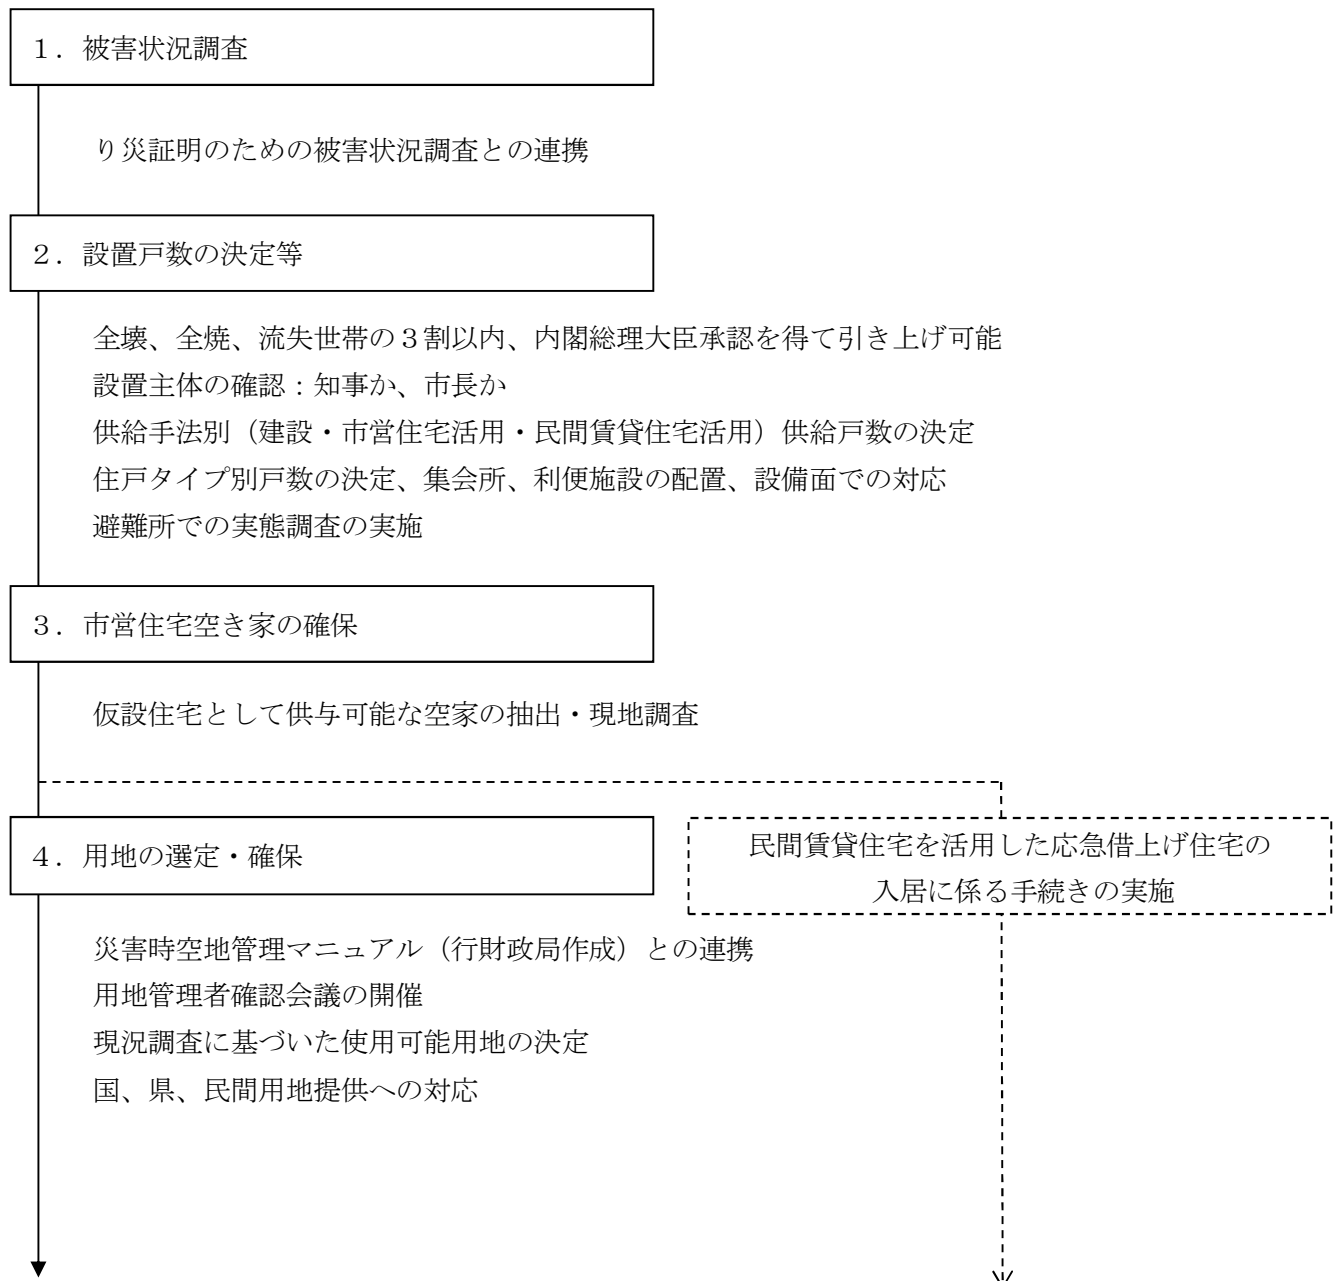 １．被害状況調査
り災証明のための被害状況調査との連携
２．設置戸数の決定等
全壊、全焼、流失世帯の３割以内、内閣総理大臣承認を得て引き上げ可能
設置主体の確認：知事か、市長か
供給手法別（建設・市営住宅活用・民間賃貸住宅活用）供給戸数の決定
住戸タイプ別戸数の決定、集会所、利便施設の配置、設備面での対応
避難所での実態調査の実施
３．市営住宅空き家の確保
仮設住宅として供与可能な空家の抽出・現地調査
４．用地の選定・確保
民間賃貸住宅を活用した応急借上げ住宅の
入居に係る手続きの実施
災害時空地管理マニュアル（行財政局作成）との連携
用地管理者確認会議の開催
現況調査に基づいた使用可能用地の決定
国、県、民間用地提供への対応